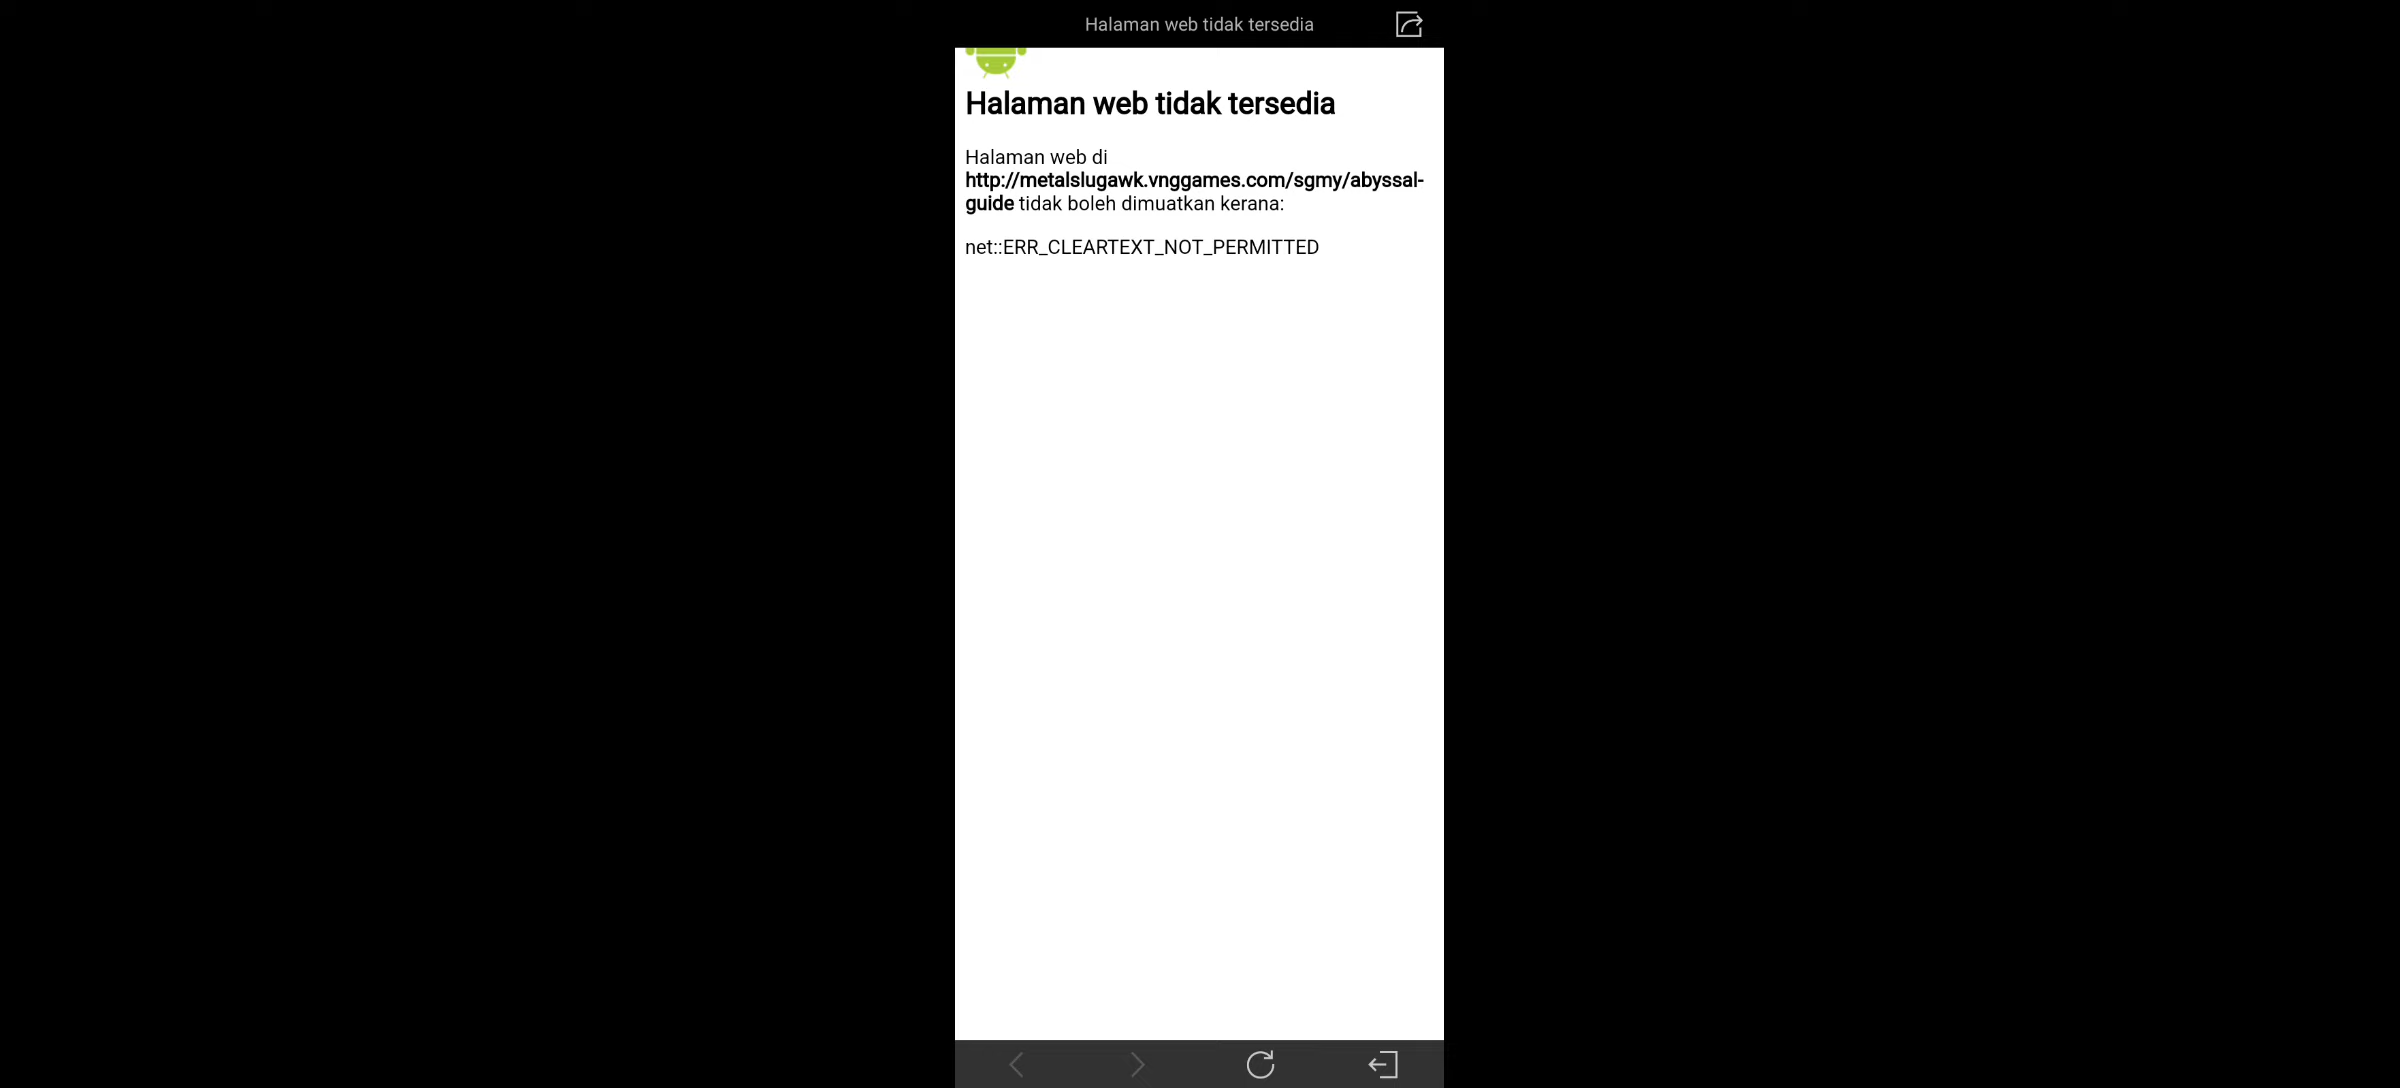 Halaman web tidak tersedia
Halaman web tidak tersedia
Halaman web di
http://metalslugawk.vnggames.com/sgmy/abyssal-
guide tidak boleh dimuatkan kerana:
net::ERR_CLEARTEXT_NOT_PERMITTED